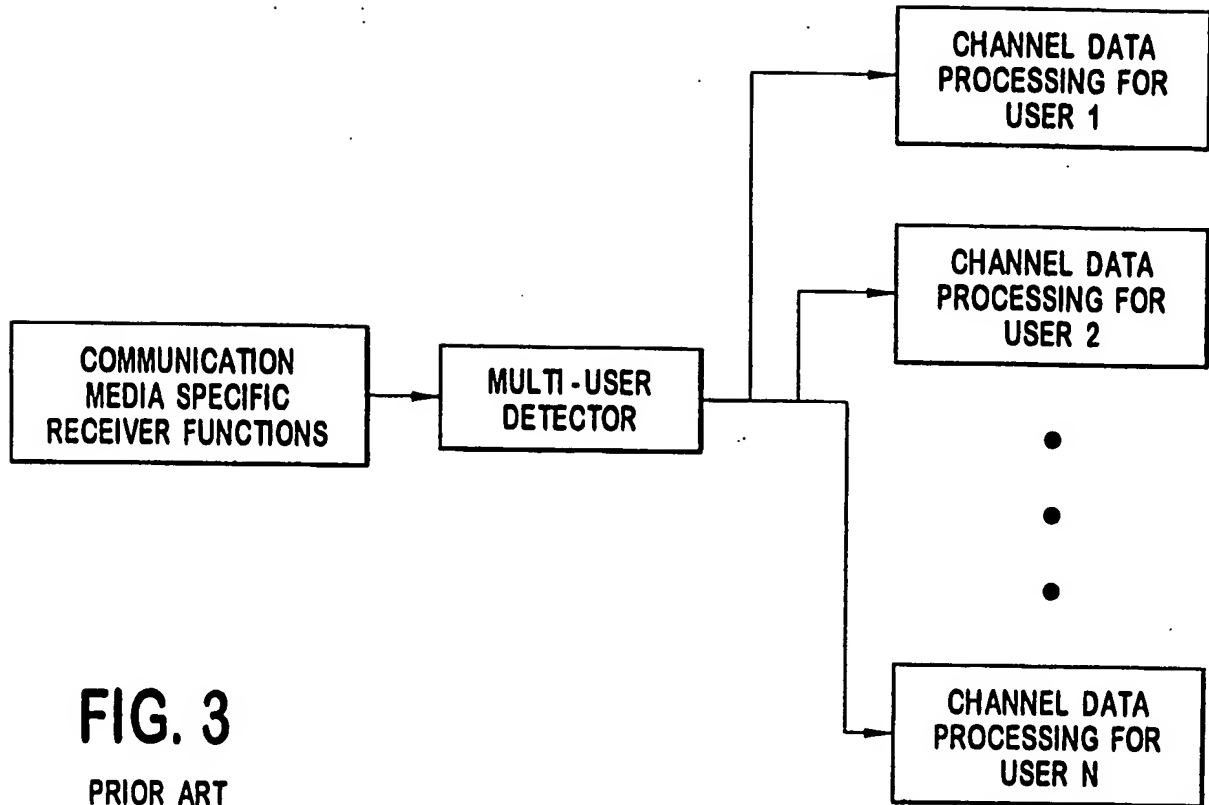 CHANNEL DATA
PROCESSING FOR
USER 1
CHANNEL DATA
PROCESSING FOR
USER 2
COMMUNICATION
MEDIA SPECIFIC
RECEIVER FUNCTIONS
MULTI-USER
DETECTOR
CHANNEL DATA
PROCESSING FOR
USER N
FIG. 3
PRIOR ART